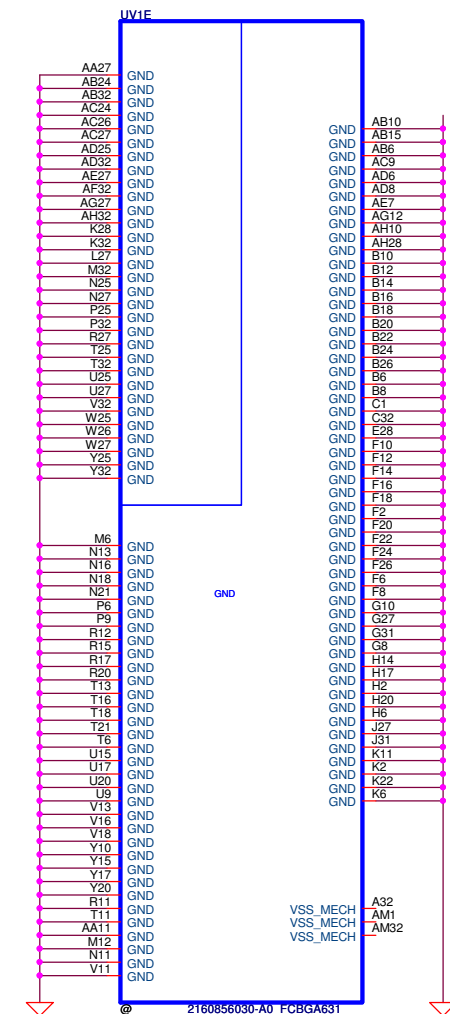 UV1E
AA27 GND
AB24 GND
AB32 GND
AC24 GND
AC26 GND
AC27 GND
AD25 GND
AD32 GND
AE27 GND
AF32 GND
AG27 GND
AH32 GND
K28 GND
K32 GND
L27 GND
M32 GND
N25 GND
N27 GND
P25 GND
P32 GND
R27 GND
T25 GND
T32 GND
U25 GND
U27 GND
V32 GND
W25 GND
W26 GND
W27 GND
Y25 GND
Y32 GND
M6 GND
N13 GND
N16 GND
N18 GND
N21 GND
P6 GND
P9 GND
R12 GND
R15 GND
R17 GND
R20 GND
T13 GND
T16 GND
T18 GND
T21 GND
T6 GND
U15 GND
U17 GND
U20 GND
U9 GND
V13 GND
V16 GND
V18 GND
Y10 GND
Y15 GND
Y17 GND
Y20 GND
R11 GND
T11 GND
AA11 GND
M12 GND
N11 GND
V11 GND
GND
GND AB10
GND AB15
GND AB6
GND AC9
GND AD6
GND AD8
GND AE7
GND AG12
GND AH10
GND AH28
GND B10
GND B12
GND B14
GND B16
GND B18
GND B20
GND B22
GND B24
GND B26
GND B6
GND B8
GND C1
GND C32
GND E28
GND F10
GND F12
GND F14
GND F16
GND F18
GND F2
GND F20
GND F22
GND F24
GND F26
GND F6
GND F8
GND G10
GND G27
GND G31
GND G8
GND H14
GND H17
GND H2
GND H20
GND H6
GND J27
GND J31
GND K11
GND K2
GND K22
GND K6
VSS_MECH A32
VSS_MECH AM1
VSS_MECH AM32
@ 2160856030-A0 FCBGA631